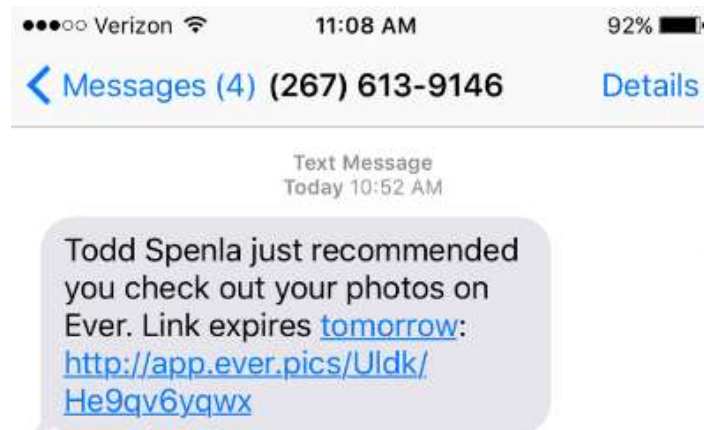 Verizon 11:08 AM 92%
Messages (4) (267) 613-9146 Details
Text Message
Today 10:52 AM
Todd Spenla just recommended
you check out your photos on
Ever. Link expires tomorrow:
http://app.ever.pics/Uldk/
He9qv6yqwx